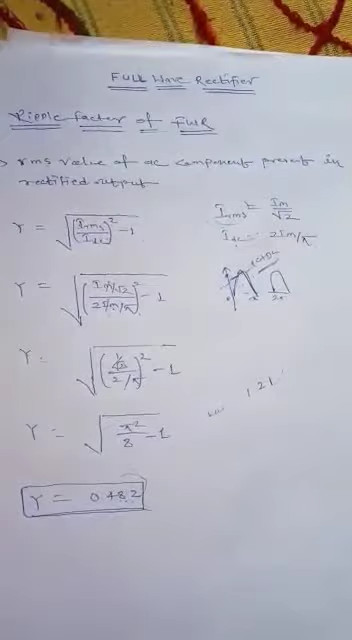 Full Wave Rectifier
Ripple factor of FWR
rms value of ac component present in
rectified output
γ = √((Irms/Idc)² - 1)
Irms = Im/√2
Idc = 2Im/π
γ = √((Im/√2 / 2Im/π)² - 1)
γ = √((1/√2 / 2/π)² - 1)
1.21
γ = √(π²/8 - 1)
γ = 0.482